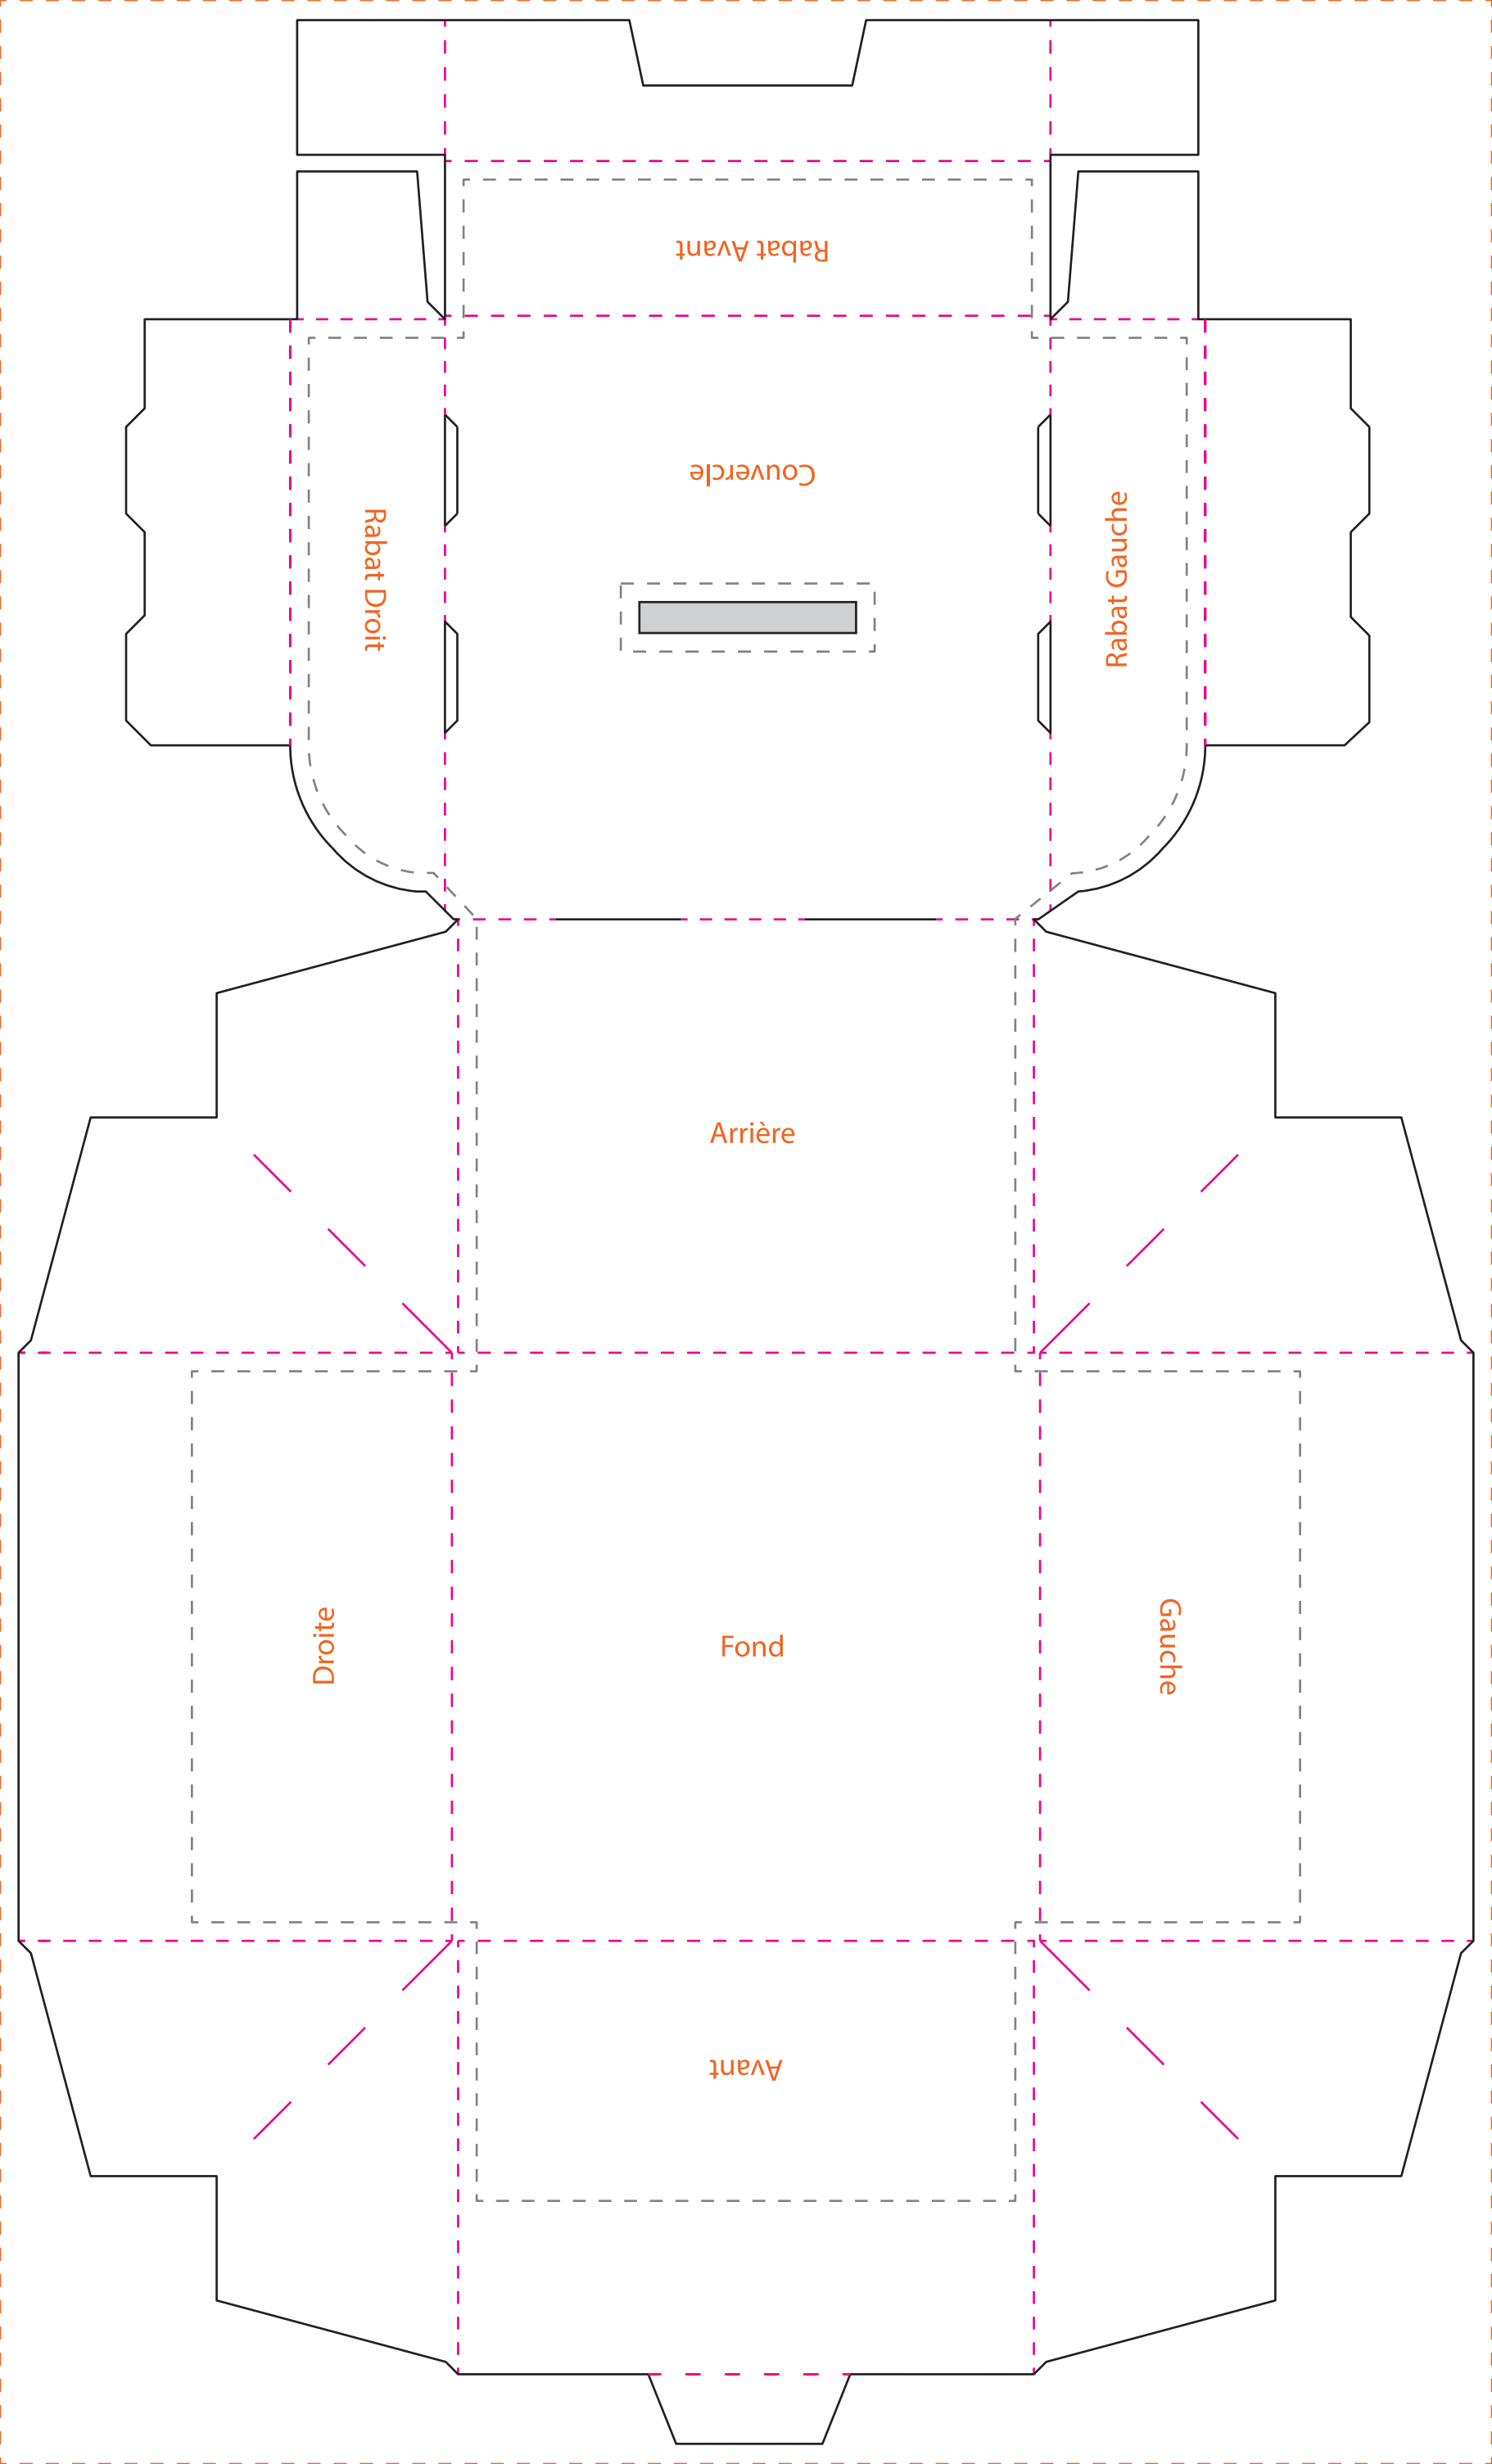 Rabat Avant
Couvercle
Rabat Droit
Rabat Gauche
Arrière
Droite
Fond
Gauche
Avant